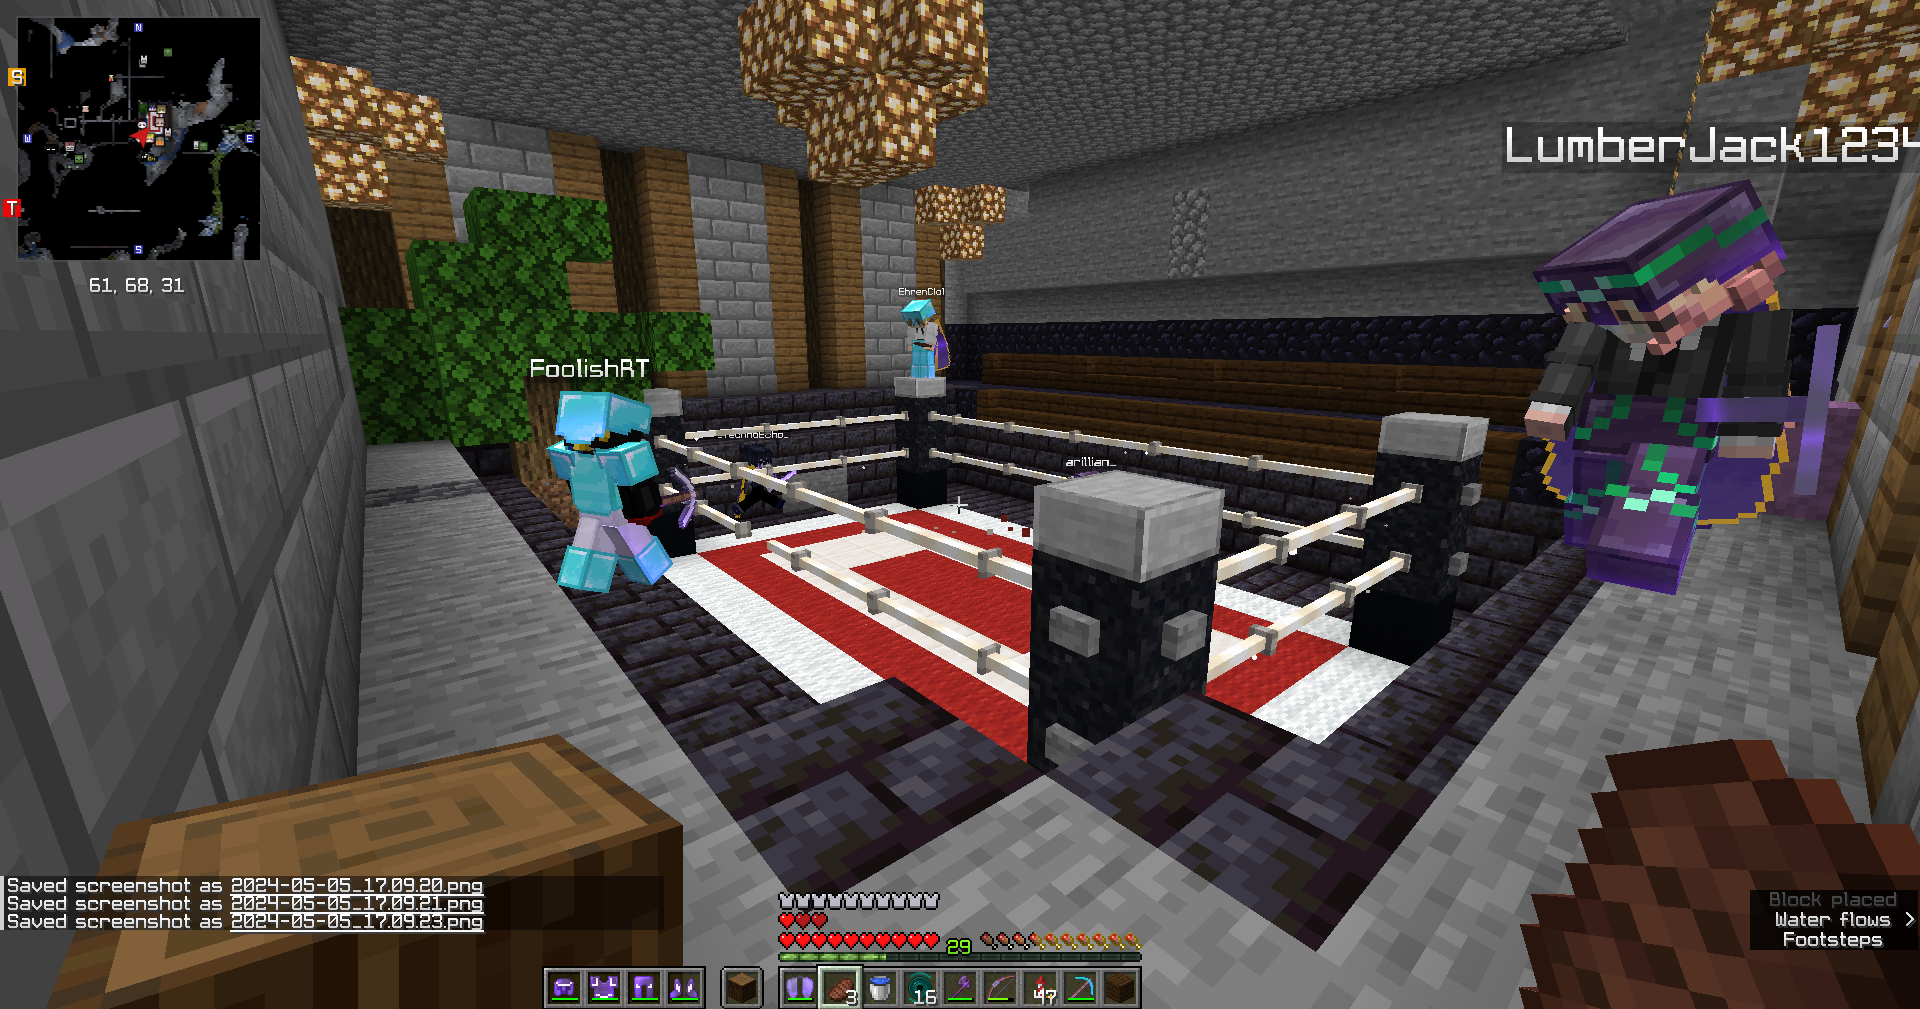 N
S
W
E
T
S
61, 68, 31
LumberJack1234
EhrenClal
FoolishRT
_TechnoEcho_
arillian_
Saved screenshot as 2024-05-05_17.09.20.png
Saved screenshot as 2024-05-05_17.09.21.png
Saved screenshot as 2024-05-05_17.09.23.png
Block placed
Water flows >
Footsteps
29
3
16
47